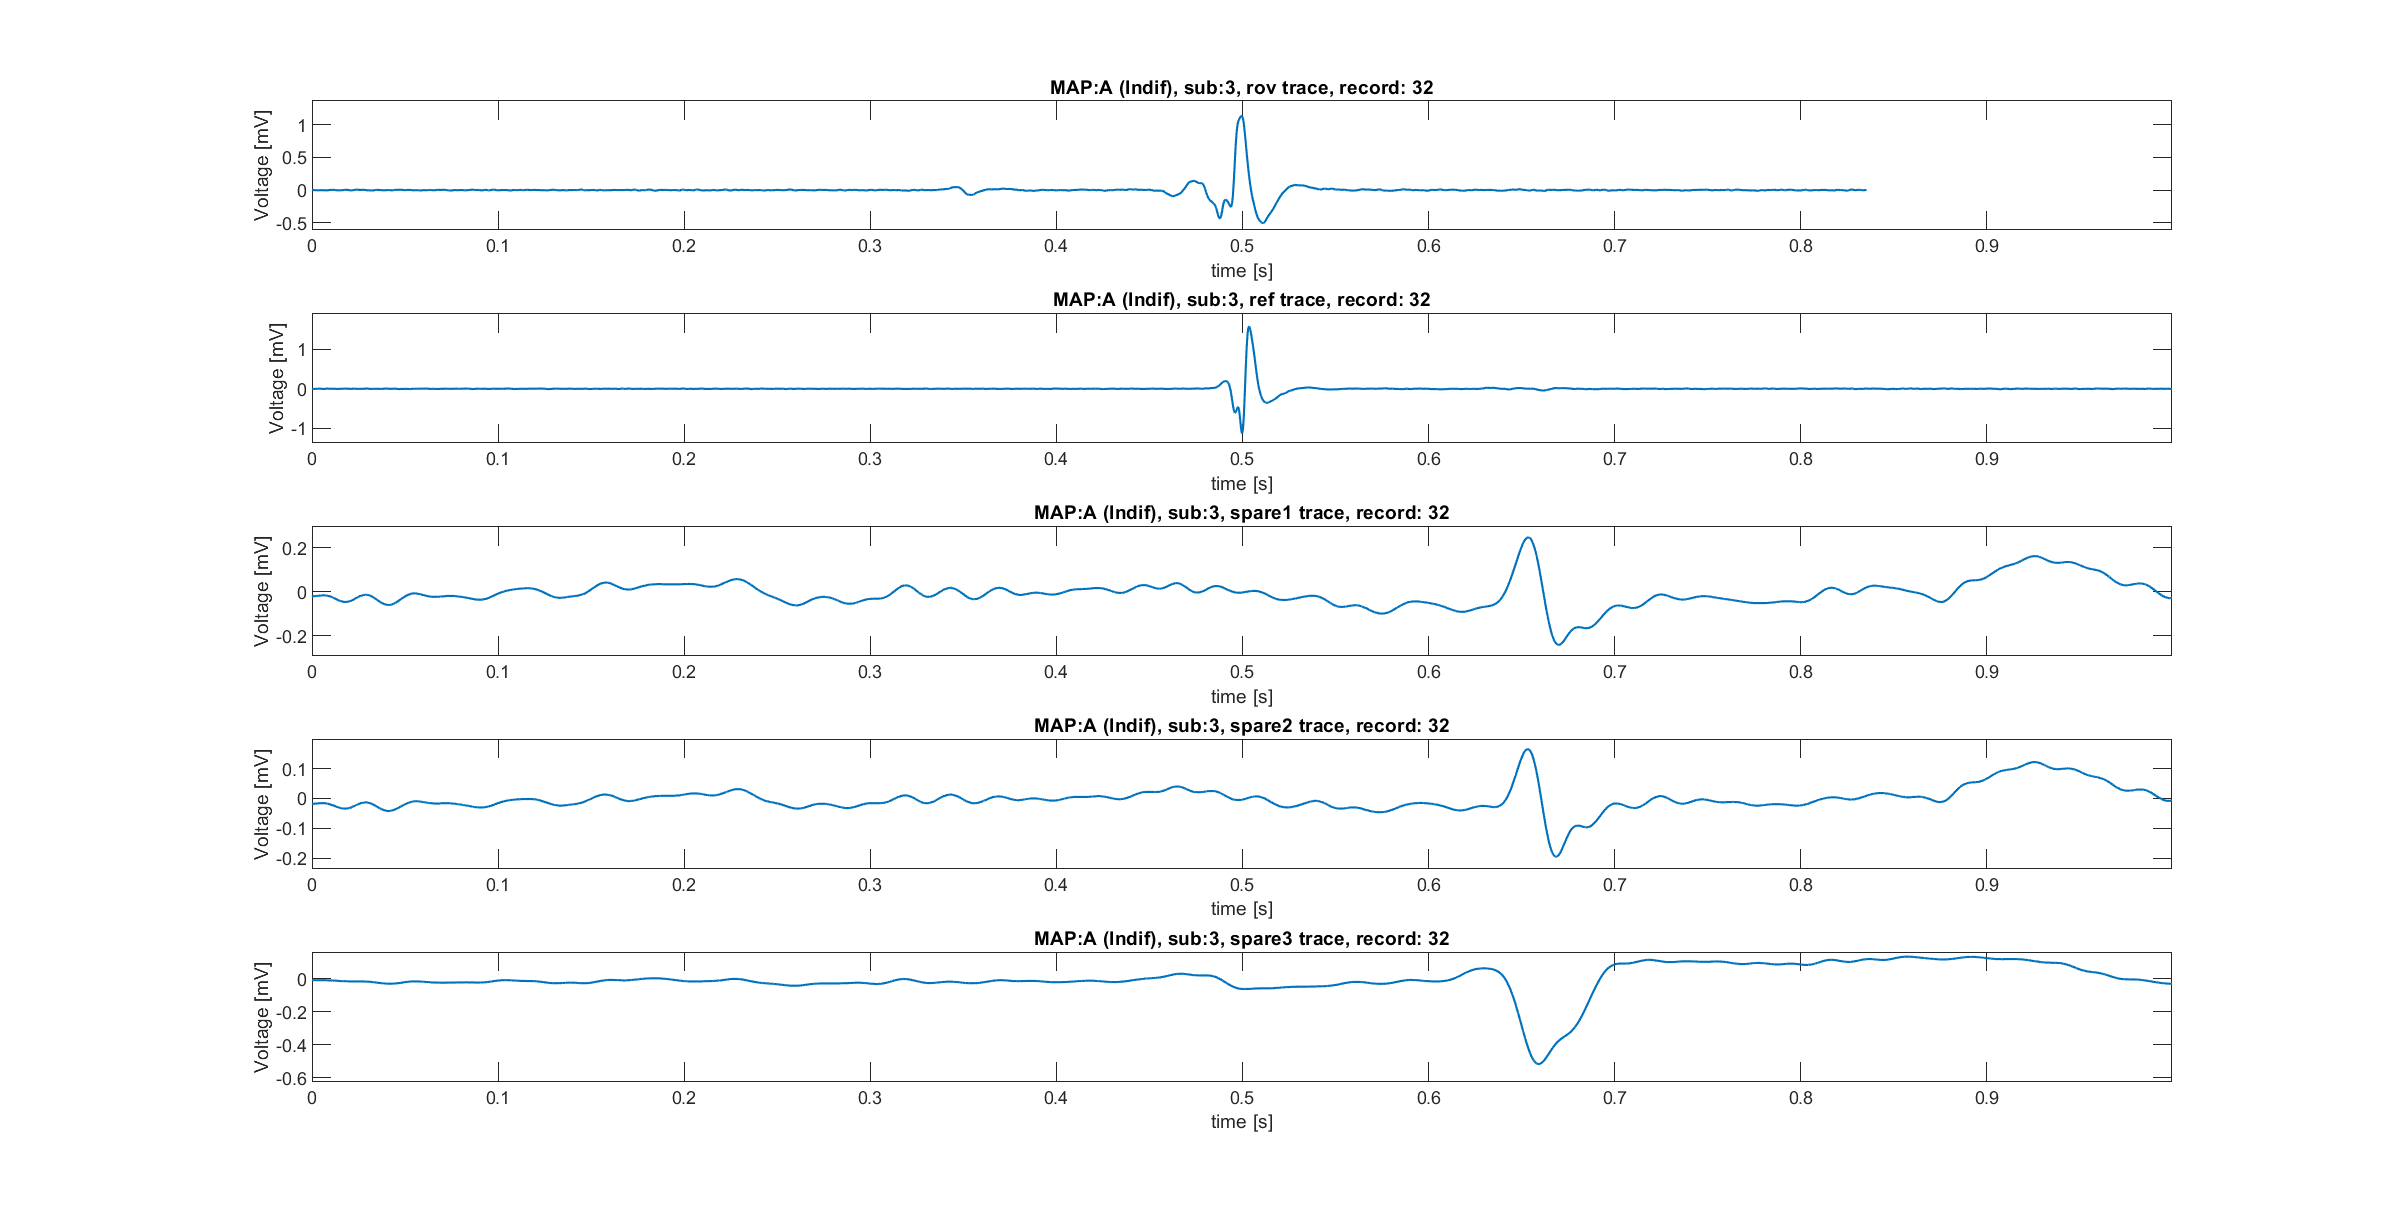 MAP:A (Indif), sub:3, rov trace, record: 32
Voltage [mV]
1
0.5
0
-0.5
0 0.1 0.2 0.3 0.4 0.5 0.6 0.7 0.8 0.9
time [s]
MAP:A (Indif), sub:3, ref trace, record: 32
Voltage [mV]
1
0
-1
0 0.1 0.2 0.3 0.4 0.5 0.6 0.7 0.8 0.9
time [s]
MAP:A (Indif), sub:3, spare1 trace, record: 32
Voltage [mV]
0.2
0
-0.2
0 0.1 0.2 0.3 0.4 0.5 0.6 0.7 0.8 0.9
time [s]
MAP:A (Indif), sub:3, spare2 trace, record: 32
Voltage [mV]
0.1
0
-0.1
-0.2
0 0.1 0.2 0.3 0.4 0.5 0.6 0.7 0.8 0.9
time [s]
MAP:A (Indif), sub:3, spare3 trace, record: 32
Voltage [mV]
0
-0.2
-0.4
-0.6
0 0.1 0.2 0.3 0.4 0.5 0.6 0.7 0.8 0.9
time [s]